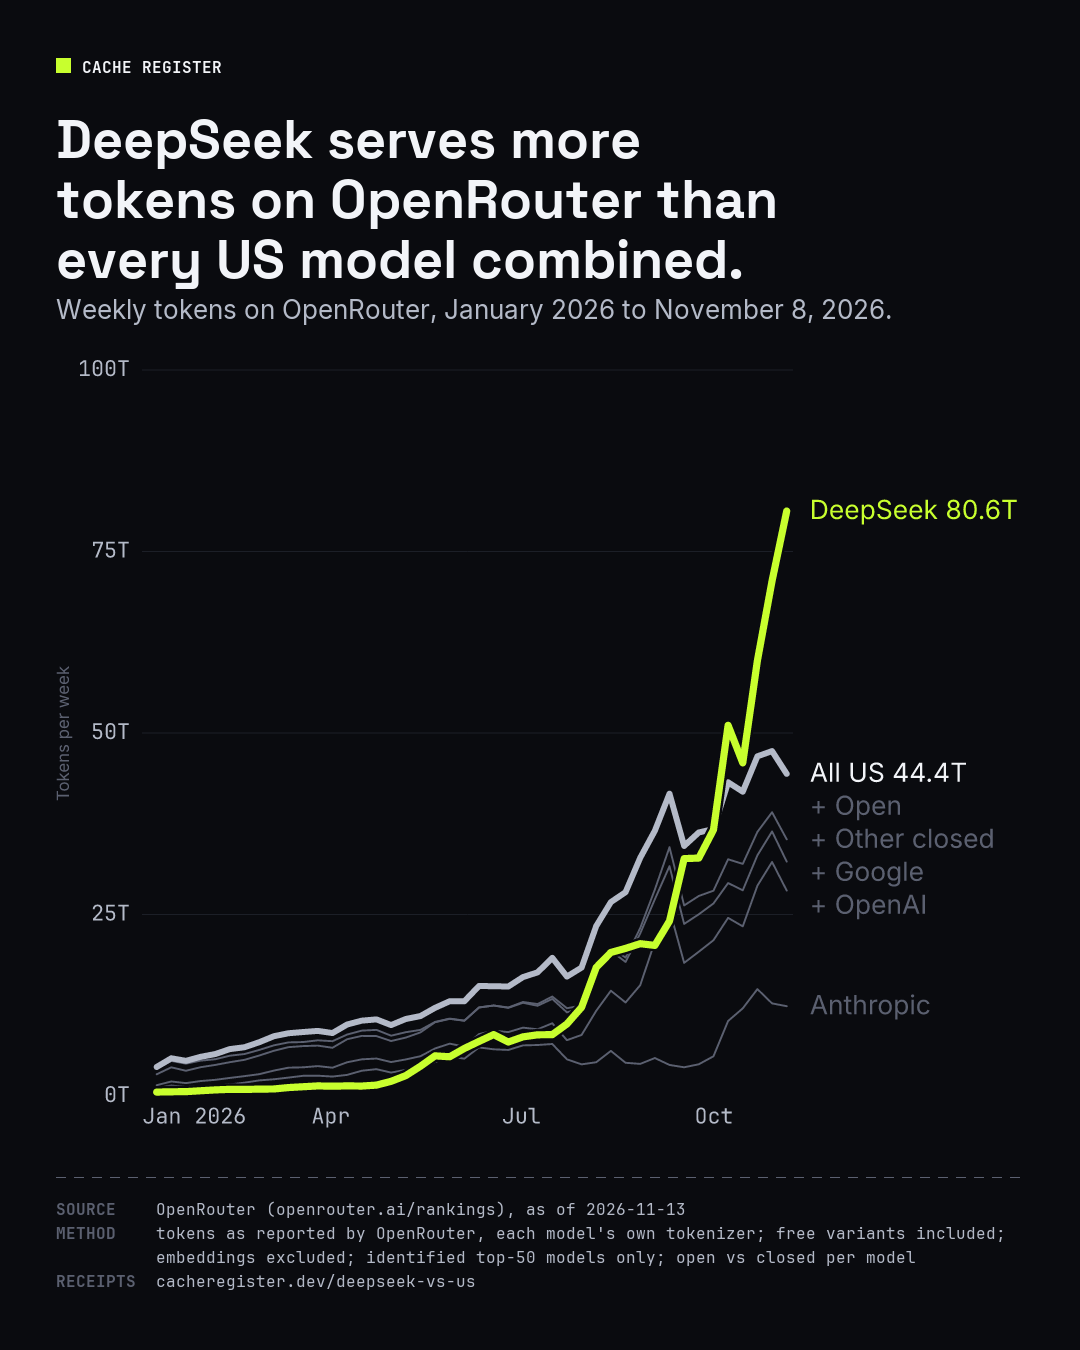 CACHE REGISTER
DeepSeek serves more
tokens on OpenRouter than
every US model combined.
Weekly tokens on OpenRouter, January 2026 to November 8, 2026.
100T
75T
50T
25T
0T
Tokens per week
DeepSeek 80.6T
All US 44.4T
+ Open
+ Other closed
+ Google
+ OpenAI
Anthropic
Jan 2026 Apr Jul Oct
SOURCE OpenRouter (openrouter.ai/rankings), as of 2026-11-13
METHOD tokens as reported by OpenRouter, each model's own tokenizer; free variants included;
embeddings excluded; identified top-50 models only; open vs closed per model
RECEIPTS cacheregister.dev/deepseek-vs-us